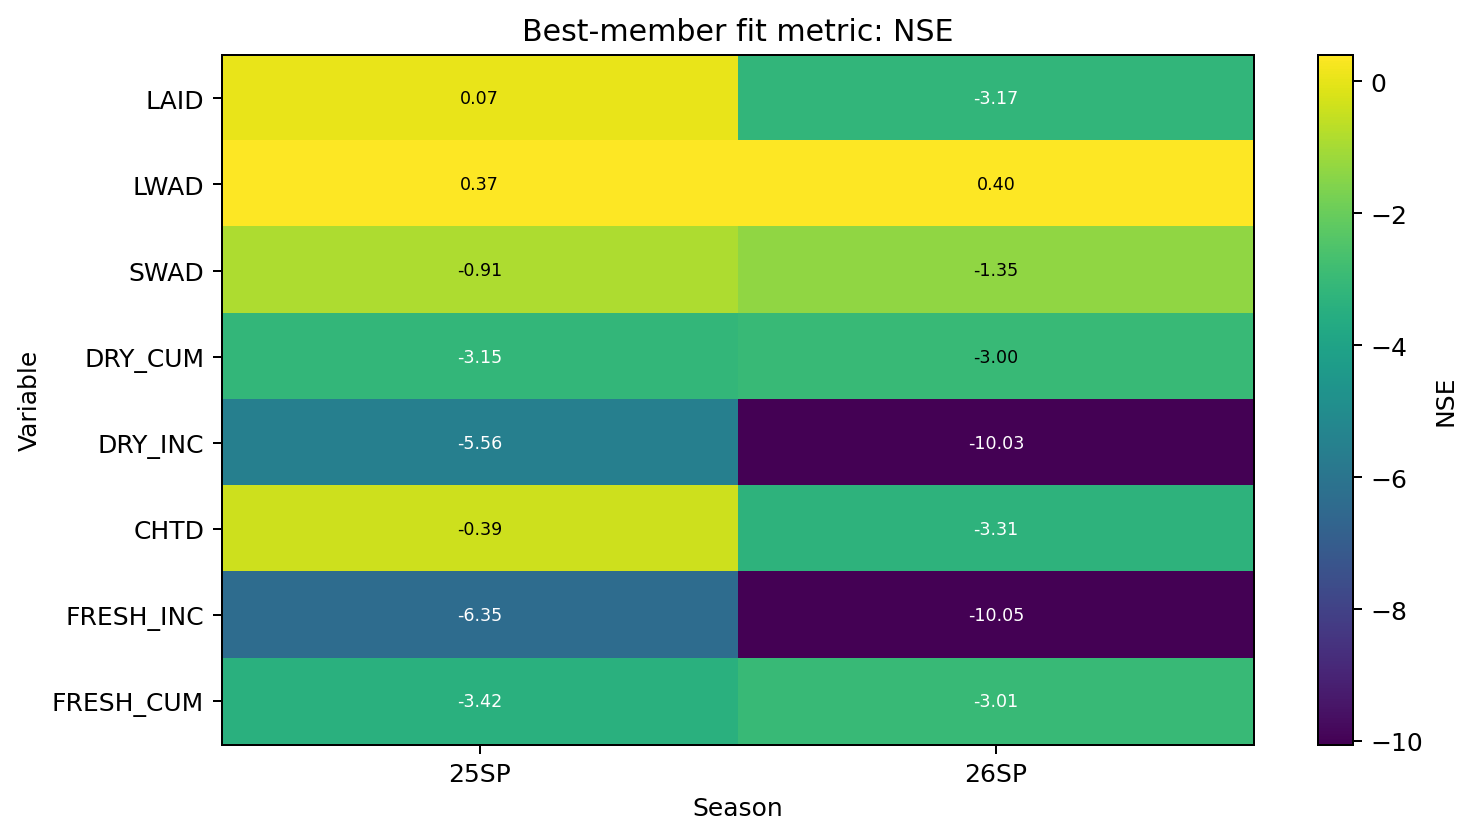 Best-member fit metric: NSE
LAID 0.07 -3.17
LWAD 0.37 0.40
SWAD -0.91 -1.35
DRY_CUM -3.15 -3.00
DRY_INC -5.56 -10.03
CHTD -0.39 -3.31
FRESH_INC -6.35 -10.05
FRESH_CUM -3.42 -3.01
25SP 26SP
Season
Variable
0
−2
−4
−6
−8
−10
NSE